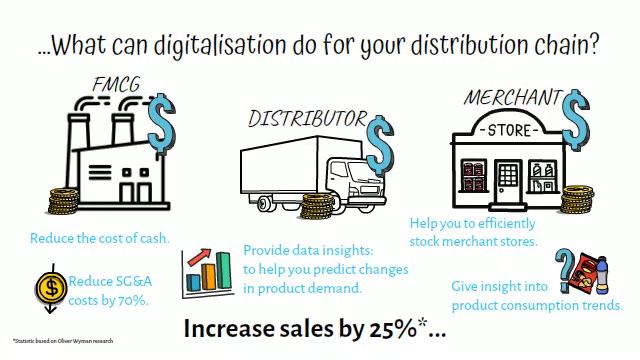 ...What can digitalisation do for your distribution chain?
FMCG
DISTRIBUTOR
MERCHANT
-STORE-
Reduce the cost of cash.
Reduce SG&A
costs by 70%.
Provide data insights:
to help you predict changes
in product demand.
Help you to efficiently
stock merchant stores.
Give insight into
product consumption trends.
Increase sales by 25%*...
*Statistic based on Oliver Wyman research